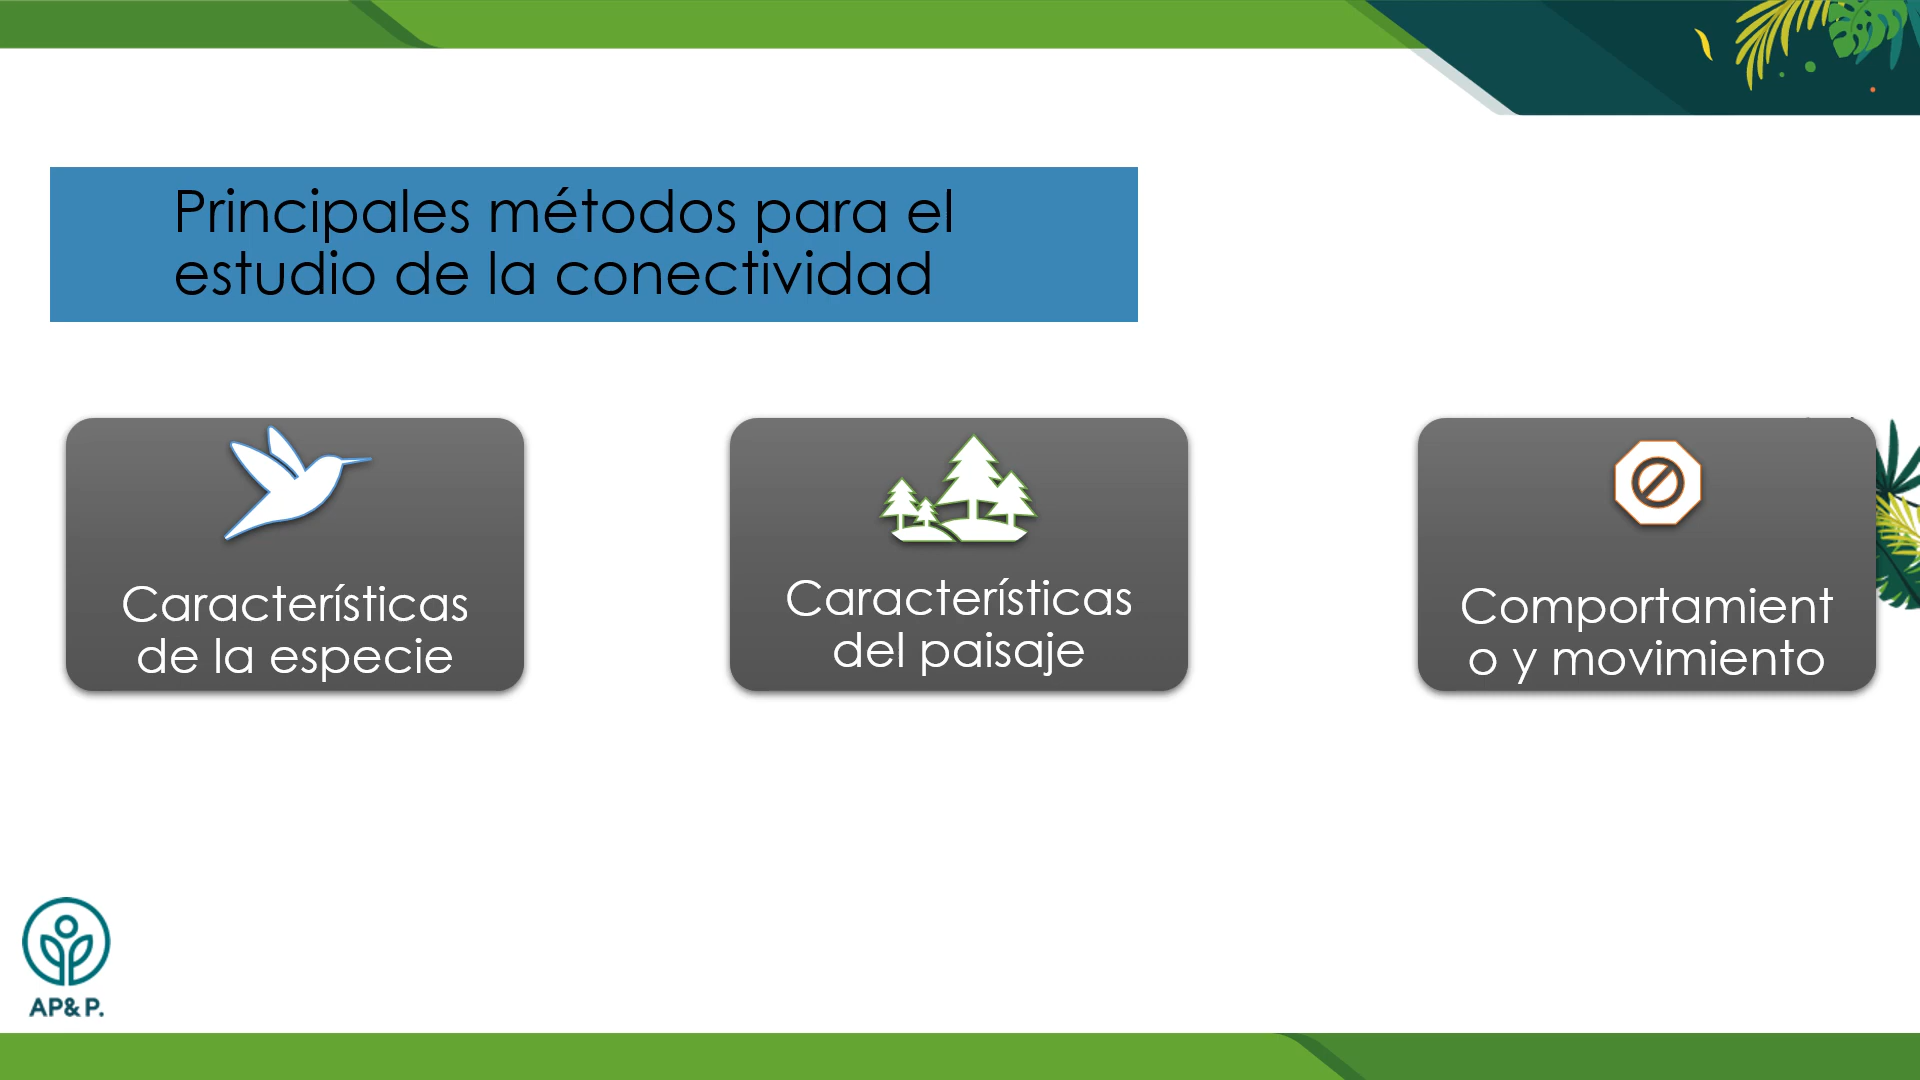 Principales métodos para el
estudio de la conectividad
Características
de la especie
Características
del paisaje
Comportamient
o y movimiento
AP&P.